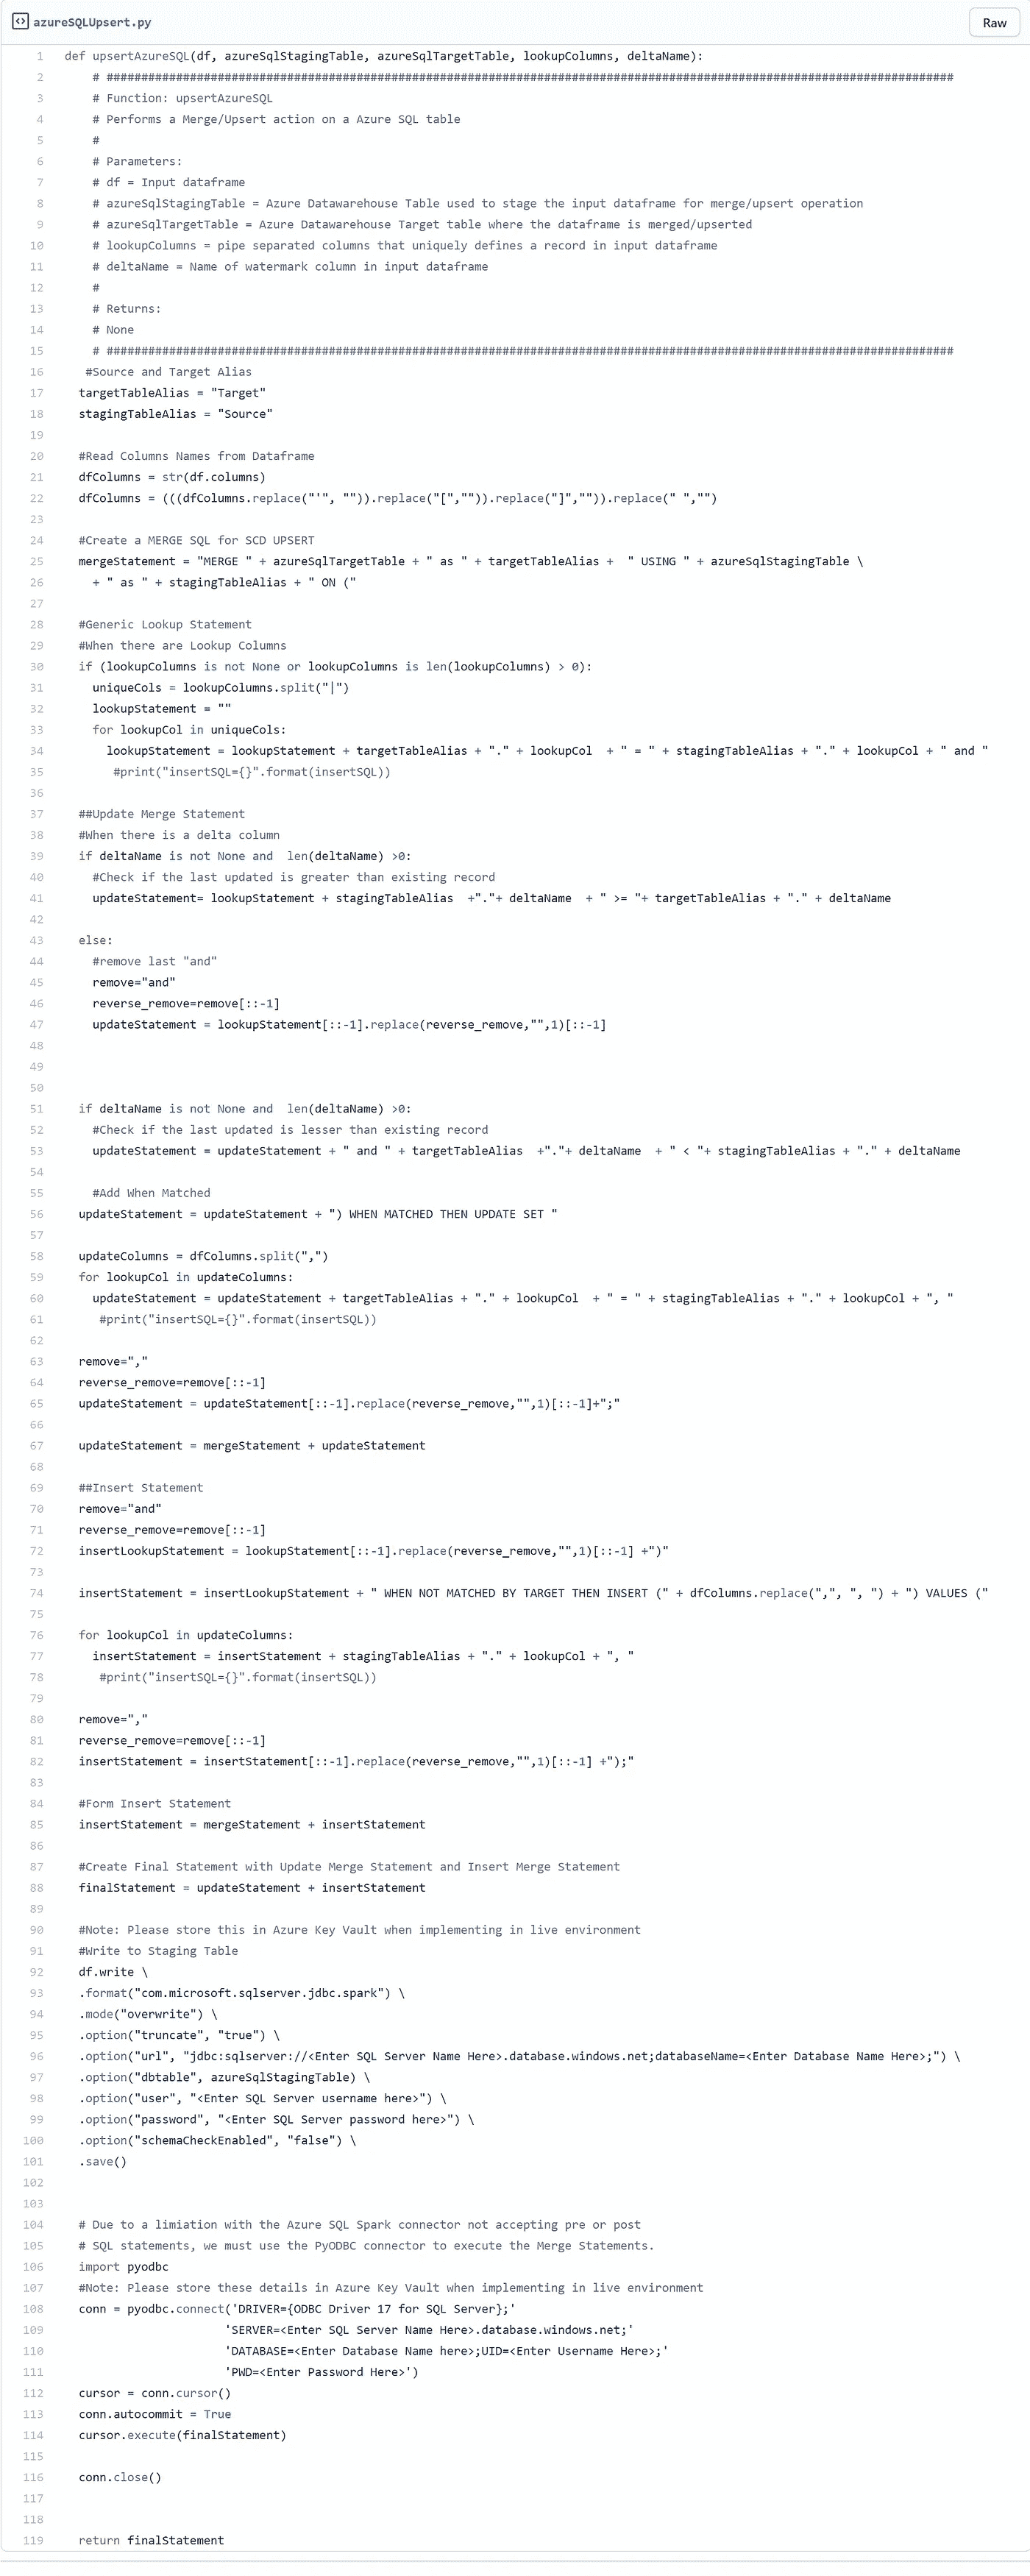 azureSQLUpsert.py
Raw
1 def upsertAzureSQL(df, azureSqlStagingTable, azureSqlTargetTable, lookupColumns, deltaName):
2     # ##########################################################################################################################
3     # Function: upsertAzureSQL
4     # Performs a Merge/Upsert action on a Azure SQL table
5     #
6     # Parameters:
7     # df = Input dataframe
8     # azureSqlStagingTable = Azure Datawarehouse Table used to stage the input dataframe for merge/upsert operation
9     # azureSqlTargetTable = Azure Datawarehouse Target table where the dataframe is merged/upserted
10     # lookupColumns = pipe separated columns that uniquely defines a record in input dataframe
11     # deltaName = Name of watermark column in input dataframe
12     #
13     # Returns:
14     # None
15     # ##########################################################################################################################
16    #Source and Target Alias
17   targetTableAlias = "Target"
18   stagingTableAlias = "Source"
19
20   #Read Columns Names from Dataframe
21   dfColumns = str(df.columns)
22   dfColumns = (((dfColumns.replace("'", "")).replace("[","")).replace("]","")).replace(" ","")
23
24   #Create a MERGE SQL for SCD UPSERT
25   mergeStatement = "MERGE " + azureSqlTargetTable + " as " + targetTableAlias +  " USING " + azureSqlStagingTable \
26     + " as " + stagingTableAlias + " ON ("
27
28   #Generic Lookup Statement
29   #When there are Lookup Columns
30   if (lookupColumns is not None or lookupColumns is len(lookupColumns) > 0):
31     uniqueCols = lookupColumns.split("|")
32     lookupStatement = ""
33     for lookupCol in uniqueCols:
34       lookupStatement = lookupStatement + targetTableAlias + "." + lookupCol  + " = " + stagingTableAlias + "." + lookupCol + " and "
35        #print("insertSQL={}".format(insertSQL))
36
37   ##Update Merge Statement
38   #When there is a delta column
39   if deltaName is not None and  len(deltaName) >0:
40     #Check if the last updated is greater than existing record
41     updateStatement= lookupStatement + stagingTableAlias  +"."+ deltaName  + " >= "+ targetTableAlias + "." + deltaName
42
43   else:
44     #remove last "and"
45     remove="and"
46     reverse_remove=remove[::-1]
47     updateStatement = lookupStatement[::-1].replace(reverse_remove,"",1)[::-1]
48
49
50
51   if deltaName is not None and  len(deltaName) >0:
52     #Check if the last updated is lesser than existing record
53     updateStatement = updateStatement + " and " + targetTableAlias  +"."+ deltaName  + " < "+ stagingTableAlias + "." + deltaName
54
55     #Add When Matched
56   updateStatement = updateStatement + ") WHEN MATCHED THEN UPDATE SET "
57
58   updateColumns = dfColumns.split(",")
59   for lookupCol in updateColumns:
60     updateStatement = updateStatement + targetTableAlias + "." + lookupCol  + " = " + stagingTableAlias + "." + lookupCol + ", "
61      #print("insertSQL={}".format(insertSQL))
62
63   remove=","
64   reverse_remove=remove[::-1]
65   updateStatement = updateStatement[::-1].replace(reverse_remove,"",1)[::-1]+";"
66
67   updateStatement = mergeStatement + updateStatement
68
69   ##Insert Statement
70   remove="and"
71   reverse_remove=remove[::-1]
72   insertLookupStatement = lookupStatement[::-1].replace(reverse_remove,"",1)[::-1] +")"
73
74   insertStatement = insertLookupStatement + " WHEN NOT MATCHED BY TARGET THEN INSERT (" + dfColumns.replace(",", ", ") + ") VALUES ("
75
76   for lookupCol in updateColumns:
77     insertStatement = insertStatement + stagingTableAlias + "." + lookupCol + ", "
78      #print("insertSQL={}".format(insertSQL))
79
80   remove=","
81   reverse_remove=remove[::-1]
82   insertStatement = insertStatement[::-1].replace(reverse_remove,"",1)[::-1] +");"
83
84   #Form Insert Statement
85   insertStatement = mergeStatement + insertStatement
86
87   #Create Final Statement with Update Merge Statement and Insert Merge Statement
88   finalStatement = updateStatement + insertStatement
89
90   #Note: Please store this in Azure Key Vault when implementing in live environment
91   #Write to Staging Table
92   df.write \
93   .format("com.microsoft.sqlserver.jdbc.spark") \
94   .mode("overwrite") \
95   .option("truncate", "true") \
96   .option("url", "jdbc:sqlserver://<Enter SQL Server Name Here>.database.windows.net;databaseName=<Enter Database Name Here>;") \
97   .option("dbtable", azureSqlStagingTable) \
98   .option("user", "<Enter SQL Server username here>") \
99   .option("password", "<Enter SQL Server password here>") \
100   .option("schemaCheckEnabled", "false") \
101   .save()
102
103
104   # Due to a limiation with the Azure SQL Spark connector not accepting pre or post
105   # SQL statements, we must use the PyODBC connector to execute the Merge Statements.
106   import pyodbc
107   #Note: Please store these details in Azure Key Vault when implementing in live environment
108   conn = pyodbc.connect('DRIVER={ODBC Driver 17 for SQL Server};'
109                        'SERVER=<Enter SQL Server Name Here>.database.windows.net;'
110                        'DATABASE=<Enter Database Name here>;UID=<Enter Username Here>;'
111                        'PWD=<Enter Password Here>')
112   cursor = conn.cursor()
113   conn.autocommit = True
114   cursor.execute(finalStatement)
115
116   conn.close()
117
118
119   return finalStatement